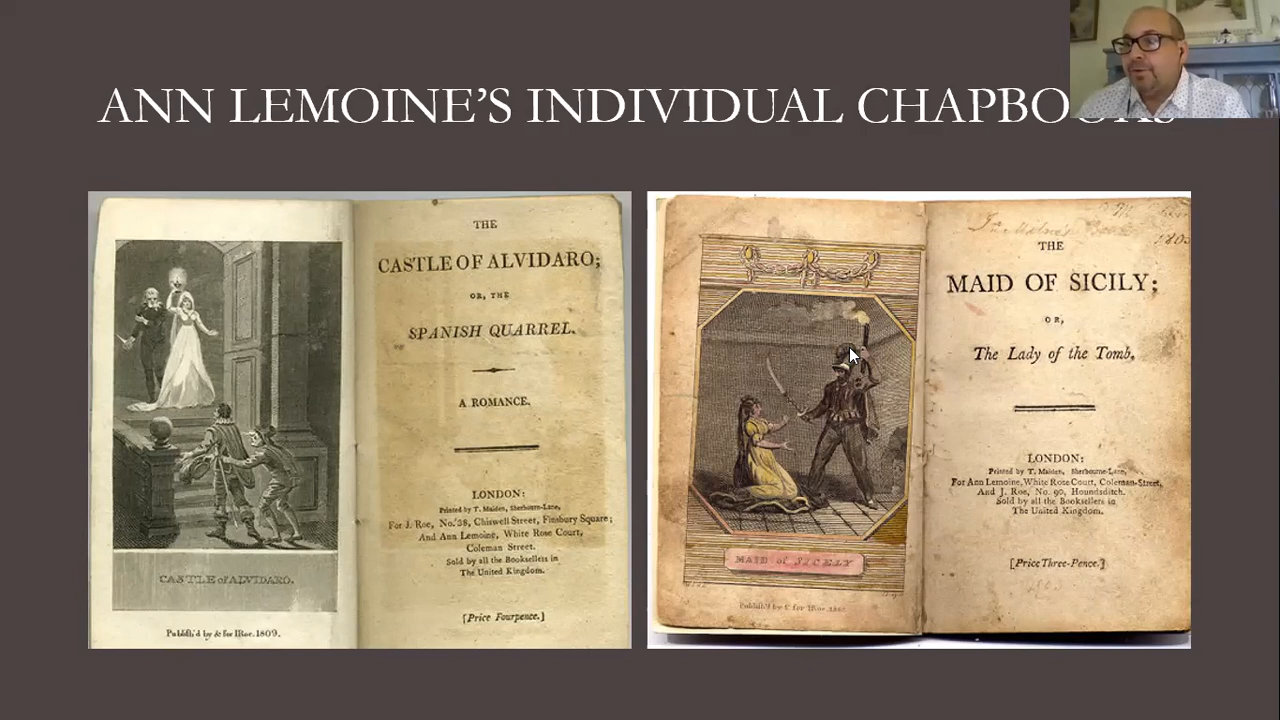 ANN LEMOINE'S INDIVIDUAL CHAPBOOKS
THE
CASTLE OF ALVIDARO;
OR, THE
SPANISH QUARREL.
A ROMANCE.
LONDON:
Printed by T. Maiden, Sherbourne-Lane,
For J. Roe, No. 38, Chiswell Street, Finsbury Square;
And Ann Lemoine, White Rose Court,
Coleman Street.
Sold by all the Booksellers in
The United Kingdom.
[Price Fourpence.]
CASTLE of ALVIDARO.
Publish'd by & for I Roe. 1809.
THE
MAID OF SICILY;
OR,
The Lady of the Tomb.
LONDON:
Printed by T. Maiden, Sherbourne-Lane,
For Ann Lemoine, White Rose Court, Coleman-Street,
And J. Roe, No. 90, Houndsditch.
Sold by all the Booksellers in
The United Kingdom.
[Price Three-Pence.]
MAID of SICELY
Publish'd by & for I Roe.